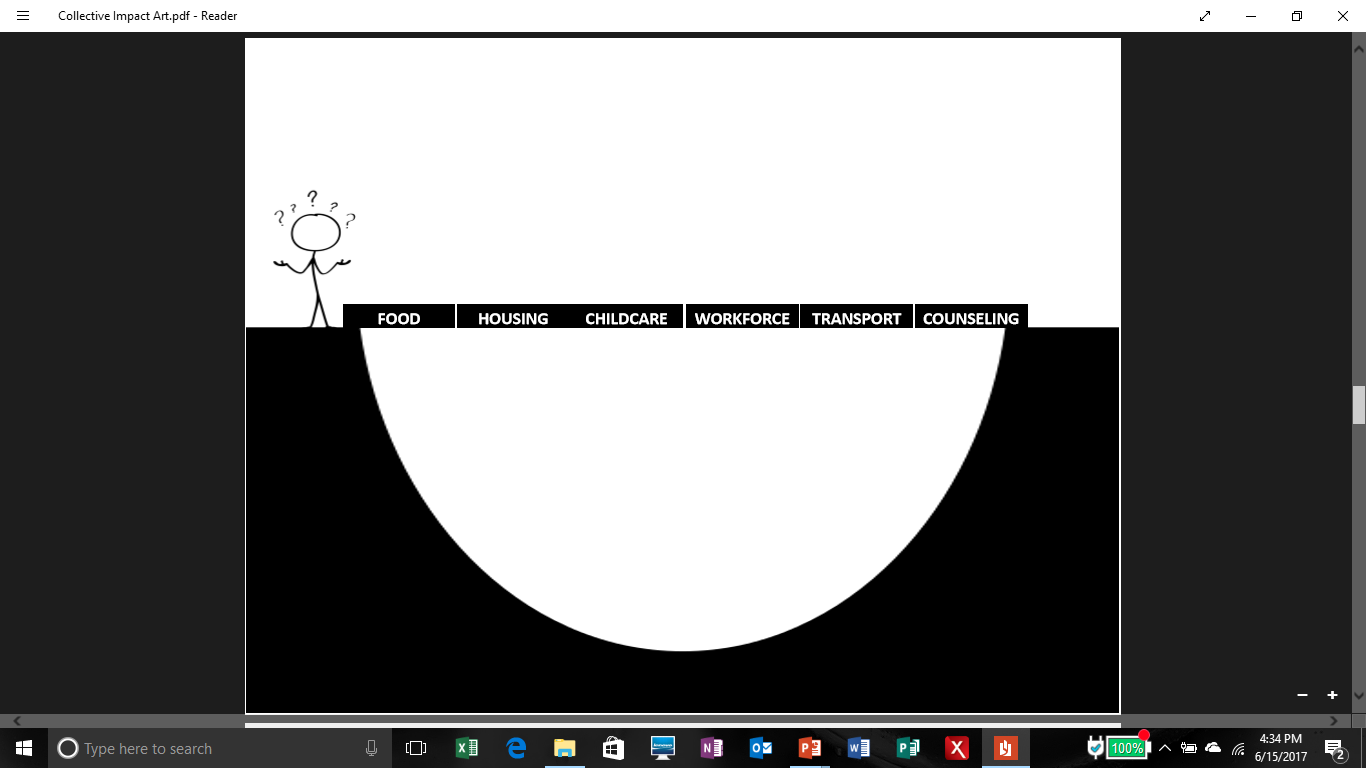 Collective Impact Art.pdf - Reader
? ? ? ? ?
FOOD HOUSING CHILDCARE WORKFORCE TRANSPORT COUNSELING
Type here to search
100%
4:34 PM
6/15/2017
2